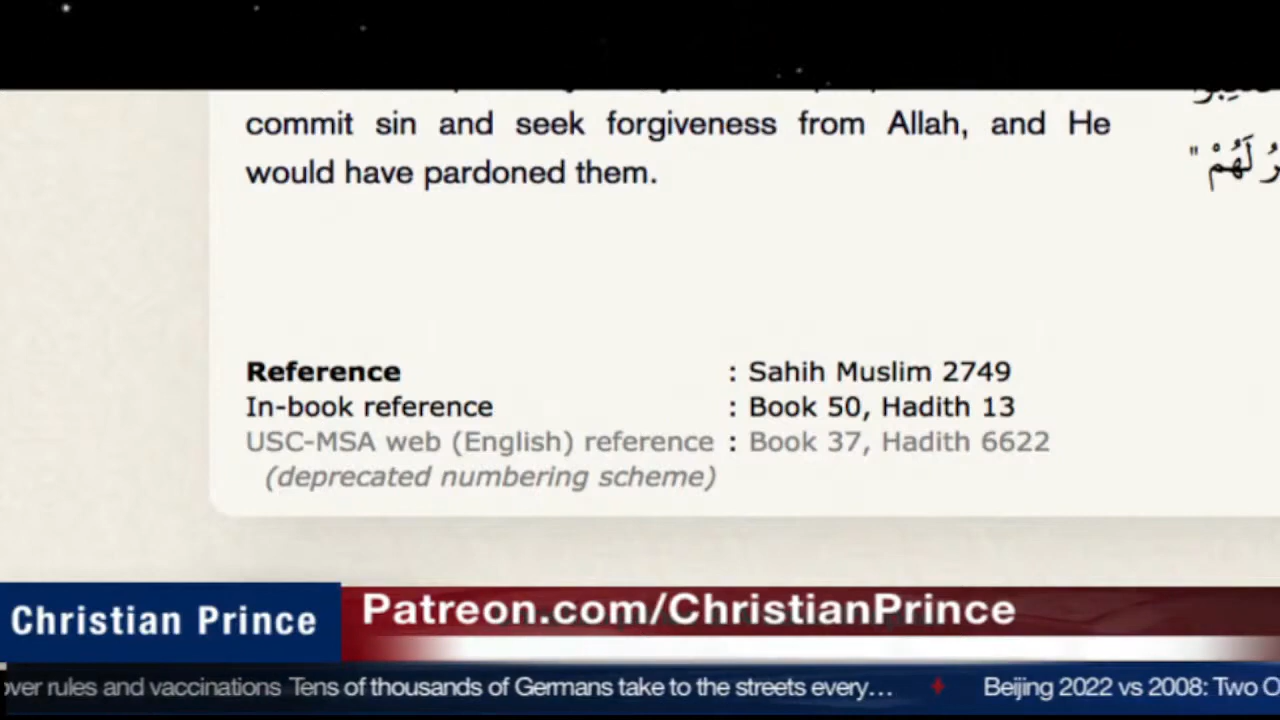 commit sin and seek forgiveness from Allah, and He
would have pardoned them.
لَهُمْ "
Reference : Sahih Muslim 2749
In-book reference : Book 50, Hadith 13
USC-MSA web (English) reference : Book 37, Hadith 6622
(deprecated numbering scheme)
Christian Prince
Patreon.com/ChristianPrince
over rules and vaccinations Tens of thousands of Germans take to the streets every… Beijing 2022 vs 2008: Two